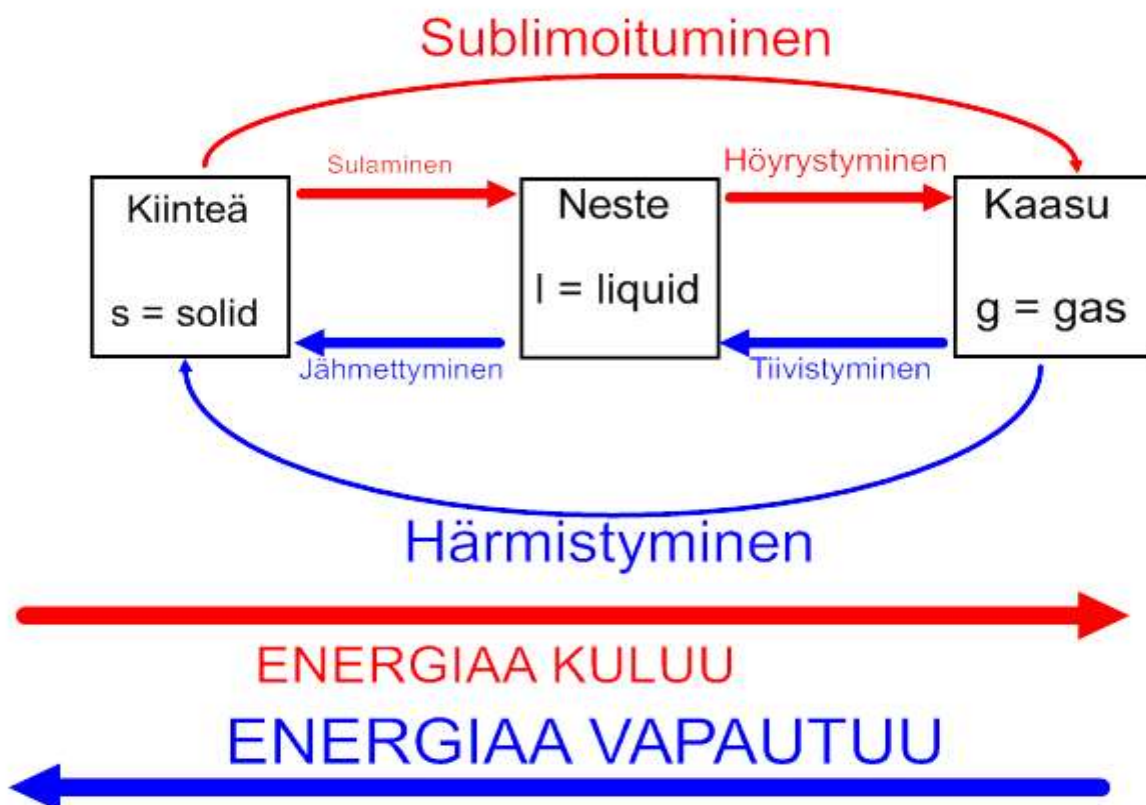 Sublimoituminen
Sulaminen
Höyrystyminen
Kiinteä
s = solid
Neste
l = liquid
Kaasu
g = gas
Jähmettyminen
Tiivistyminen
Härmistyminen
ENERGIAA KULUU
ENERGIAA VAPAUTUU